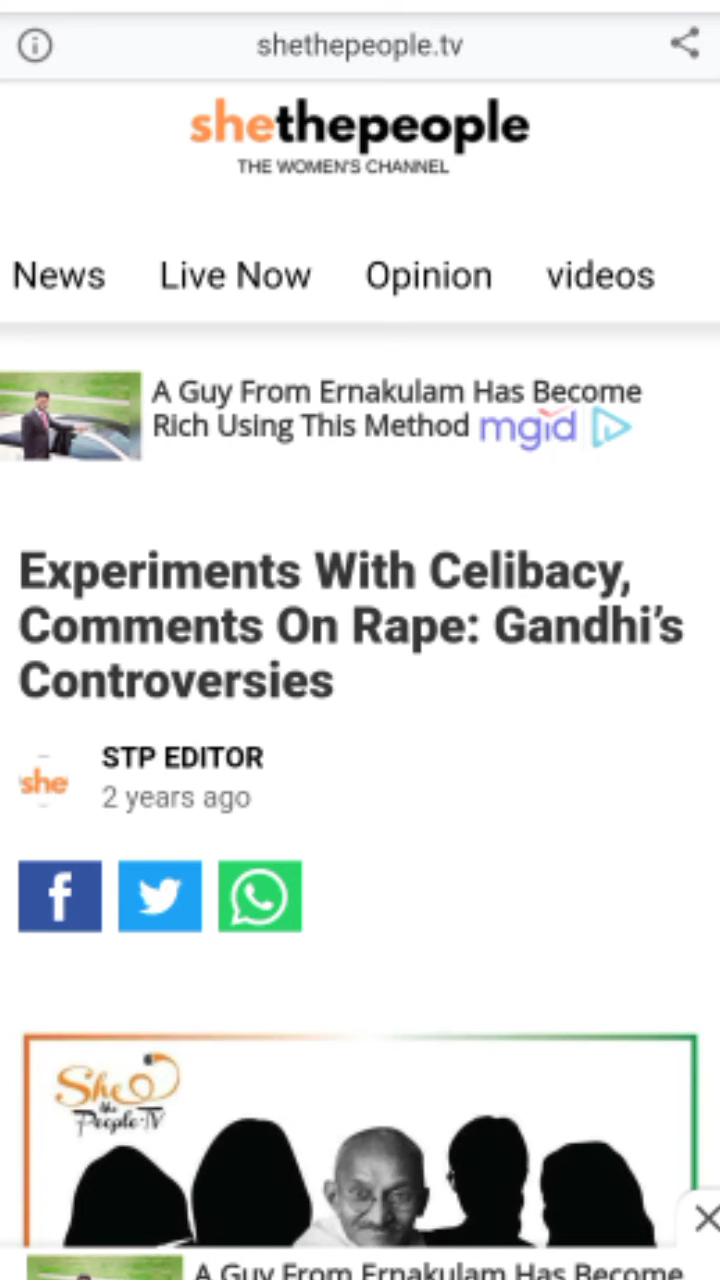 shethepeople.tv
shethepeople
THE WOMEN'S CHANNEL
News Live Now Opinion videos
A Guy From Ernakulam Has Become
Rich Using This Method mgid
Experiments With Celibacy,
Comments On Rape: Gandhi's
Controversies
she
STP EDITOR
2 years ago
She
the
People-TV
A Guy From Ernakulam Has Become